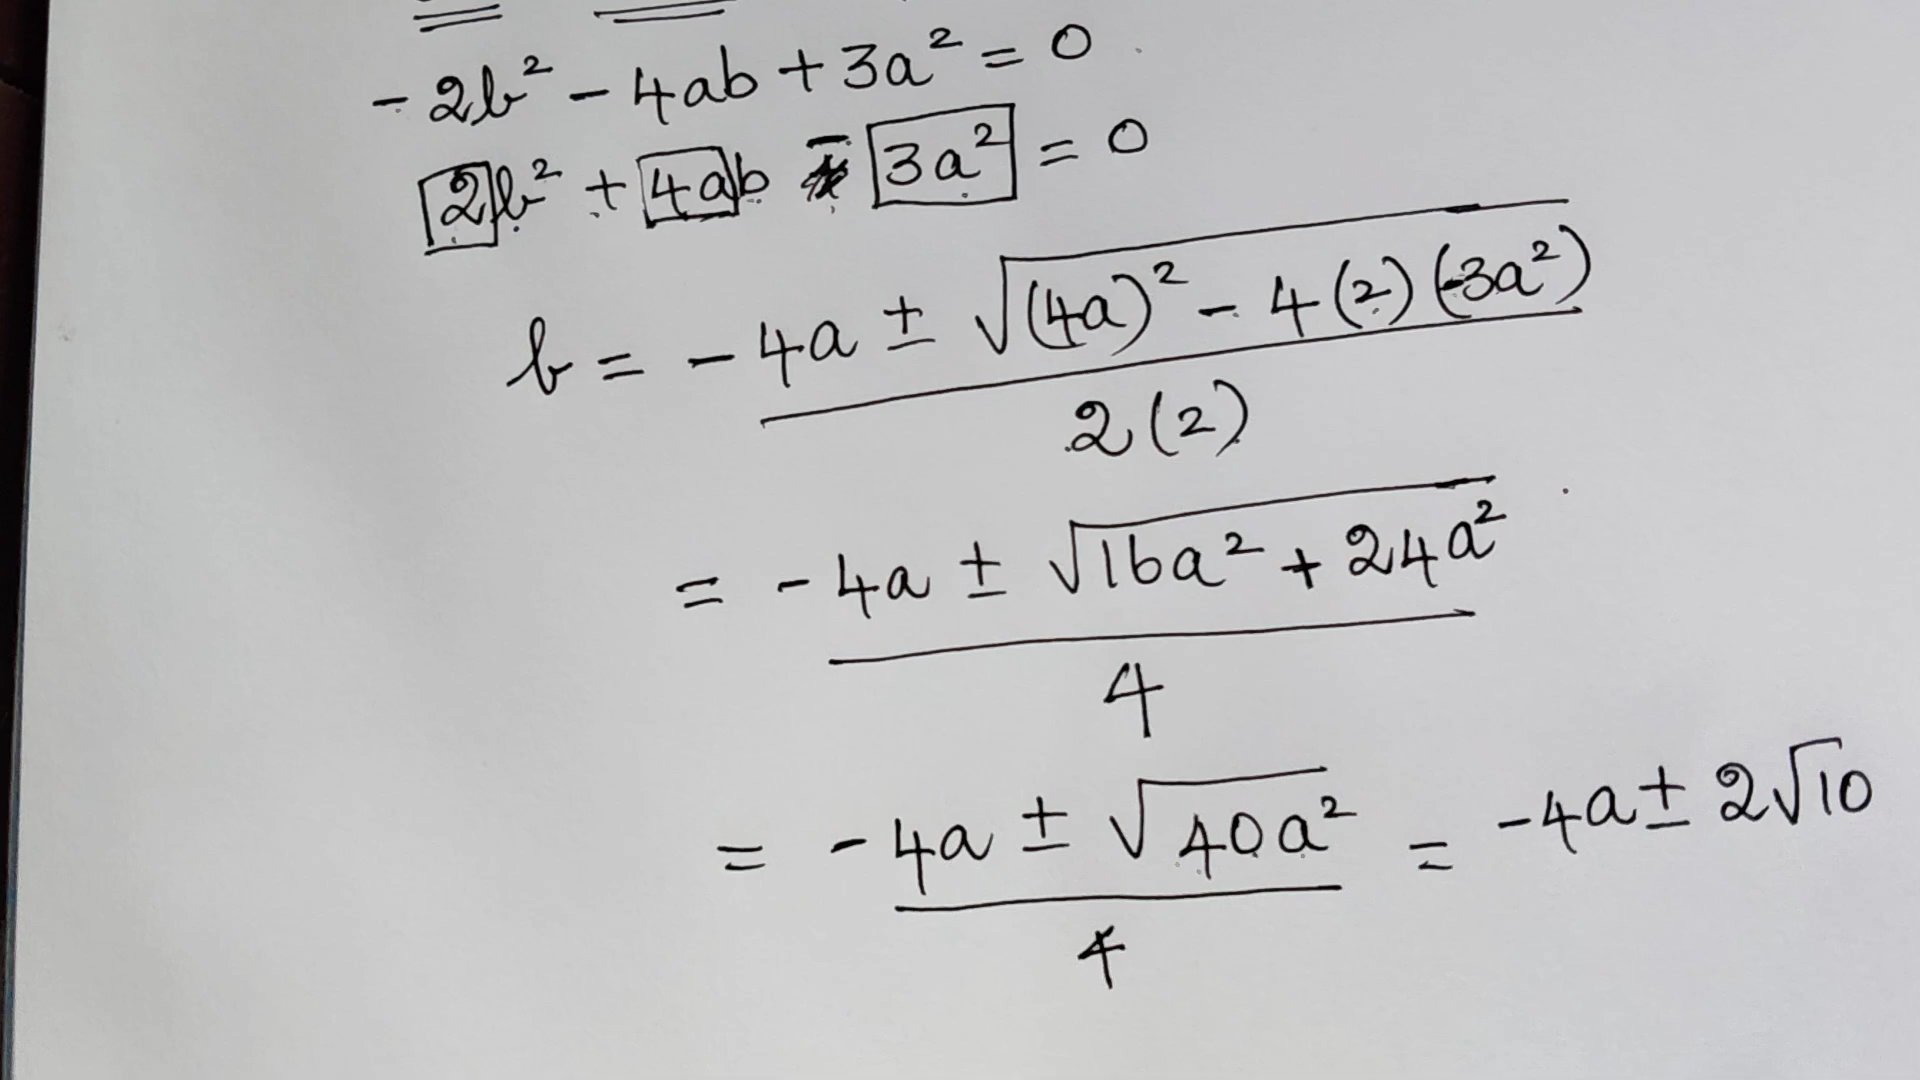 -2b² - 4ab + 3a² = 0
2b² + 4ab - 3a² = 0
b = -4a ± √(4a)² - 4(2)(-3a²)
2(2)
= -4a ± √16a² + 24a²
4
= -4a ± √40a² = -4a ± 2√10
4